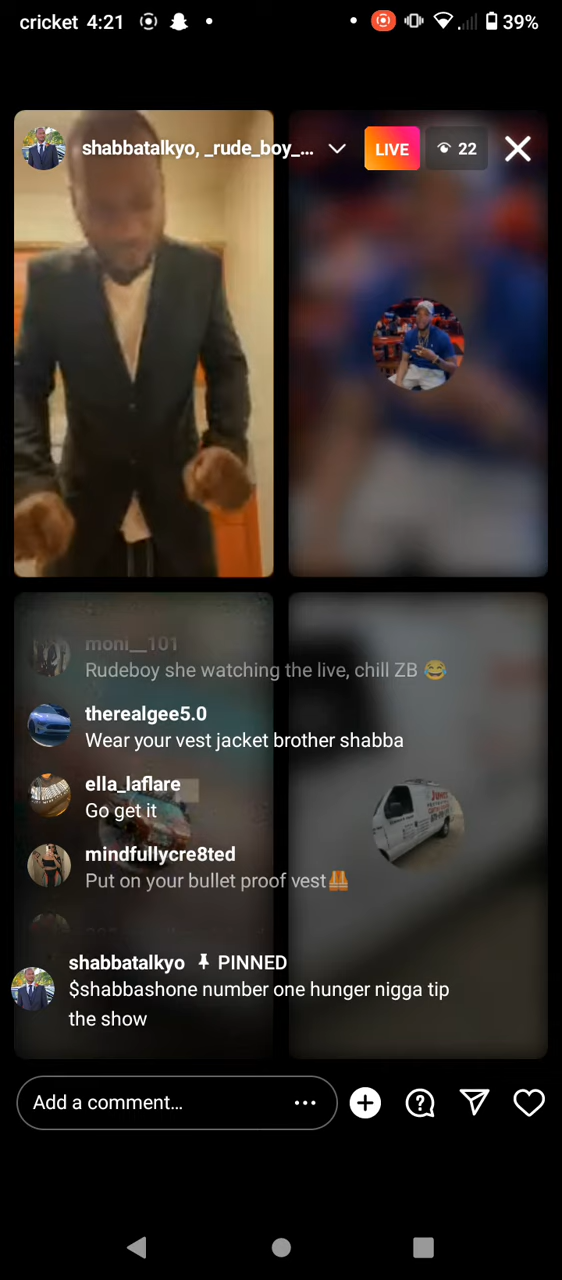 cricket 4:21
39%
shabbatalkyo, _rude_boy_...
LIVE
22
moni__101
Rudeboy she watching the live, chill ZB 😂
therealgee5.0
Wear your vest jacket brother shabba
ella_laflare
Go get it
mindfullycre8ted
Put on your bullet proof vest🦺
shabbatalkyo PINNED
$shabbashone number one hunger nigga tip
the show
Add a comment...